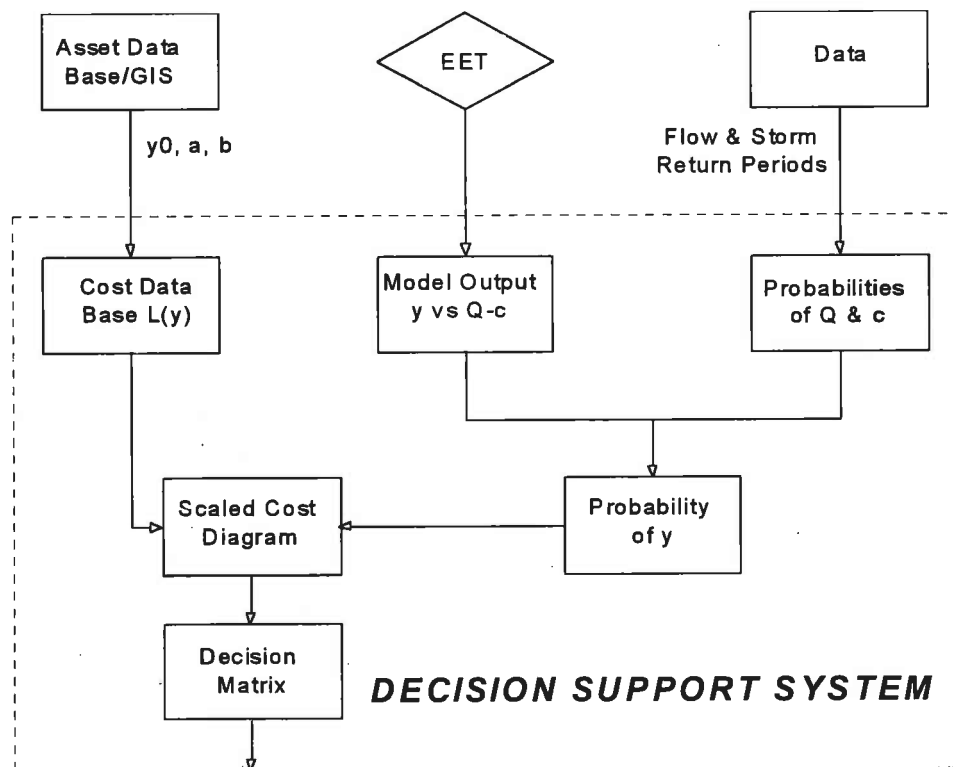 Asset Data
Base/GIS
EET
Data
y0, a, b
Flow & Storm
Return Periods
Cost Data
Base L(y)
Model Output
y vs Q-c
Probabilities
of Q & c
Scaled Cost
Diagram
Probability
of y
Decision
Matrix
DECISION SUPPORT SYSTEM